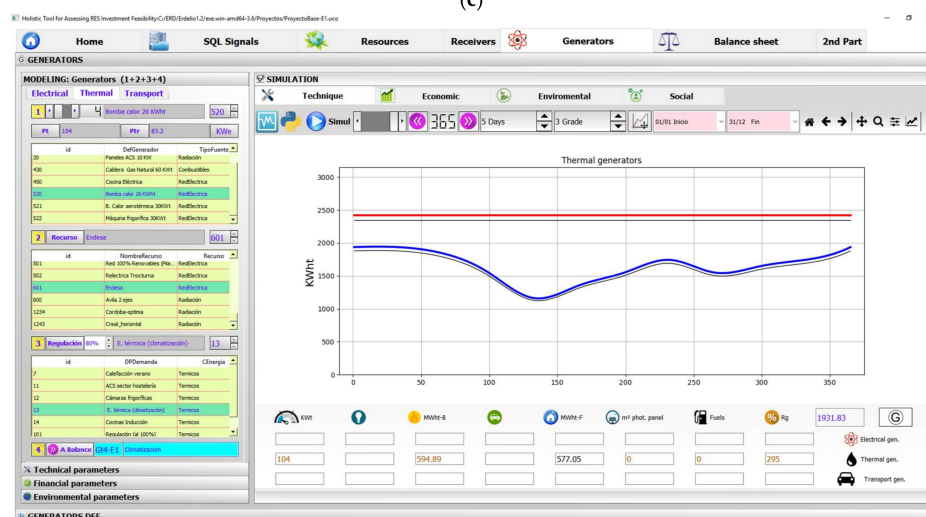 (c)
Holistic Tool for Assessing RES Investment Feasibility:C:/ERD/Erdelio1.2/exe.win-amd64-3.6/Proyectos/ProyectoBase-E1.uco
Home SQL Signals Resources Receivers Generators Balance sheet 2nd Part
GENERATORS
MODELING: Generators (1+2+3+4)
Electrical Thermal Transport
1 4 Bomba calor 26 KWht 520
Pt 104 Ptr 83.2 KWe
id DefGenerador TipoFuente
20 Paneles ACS 10 KW Radiación
430 Caldera Gas Natural 60 KWt Combustibles
450 Cocina Eléctrica RedElectrica
520 Bomba calor 26 KWht RedElectrica
521 B. Calor aerotérmica 30KWt RedElectrica
522 Máquina frigorífica 30KWt RedElectrica
2 Recurso Endesa 601
id NombreRecurso Recurso
501 Red 100% Renovables (Pila... RedElectrica
502 Relectrica Tnocturna RedElectrica
601 Endesa RedElectrica
800 Avila 2 ejes Radiación
1234 Cordoba-optima Radiación
1243 Creal_horiontal Radiación
3 Regulación 80% E. térmica (climatización) 13
id DPDemanda CEnergia
7 Calefacción verano Termicos
11 ACS sector hostelería Termicos
12 Cámaras frigoríficas Termicos
13 E. térmica (climatización) Termicos
14 Cocinas Inducción Termicos
101 Regulación (al 100%) Termicos
4 A Balance Gt4-E1 Climatizacion
Technical parameters
Financial parameters
Environmental parameters
GENERATORS DEF.
SIMULATION
Technique Economic Enviromental Social
Simul 365 5 Days 3 Grade 01/01 Inicio 31/12 Fin
Thermal generators
KWht
3000
2500
2000
1500
1000
500
0
0 50 100 150 200 250 300 350
KWt MWht-B MWht-F m² phot. panel Fuels Rg 1931.83 G
Electrical gen.
104 594.89 577.05 0 0 295 Thermal gen.
Transport gen.